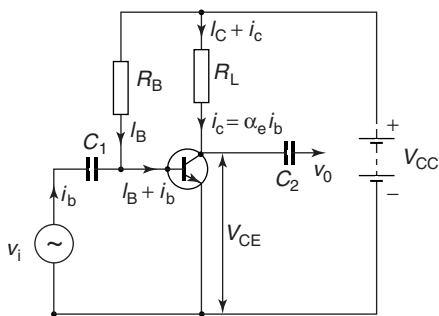 I_C + i_c
R_B
R_L
I_B
i_c = α_e i_b
C_1
+
V_CC
−
i_b
I_B + i_b
C_2
v_0
V_CE
v_i
~